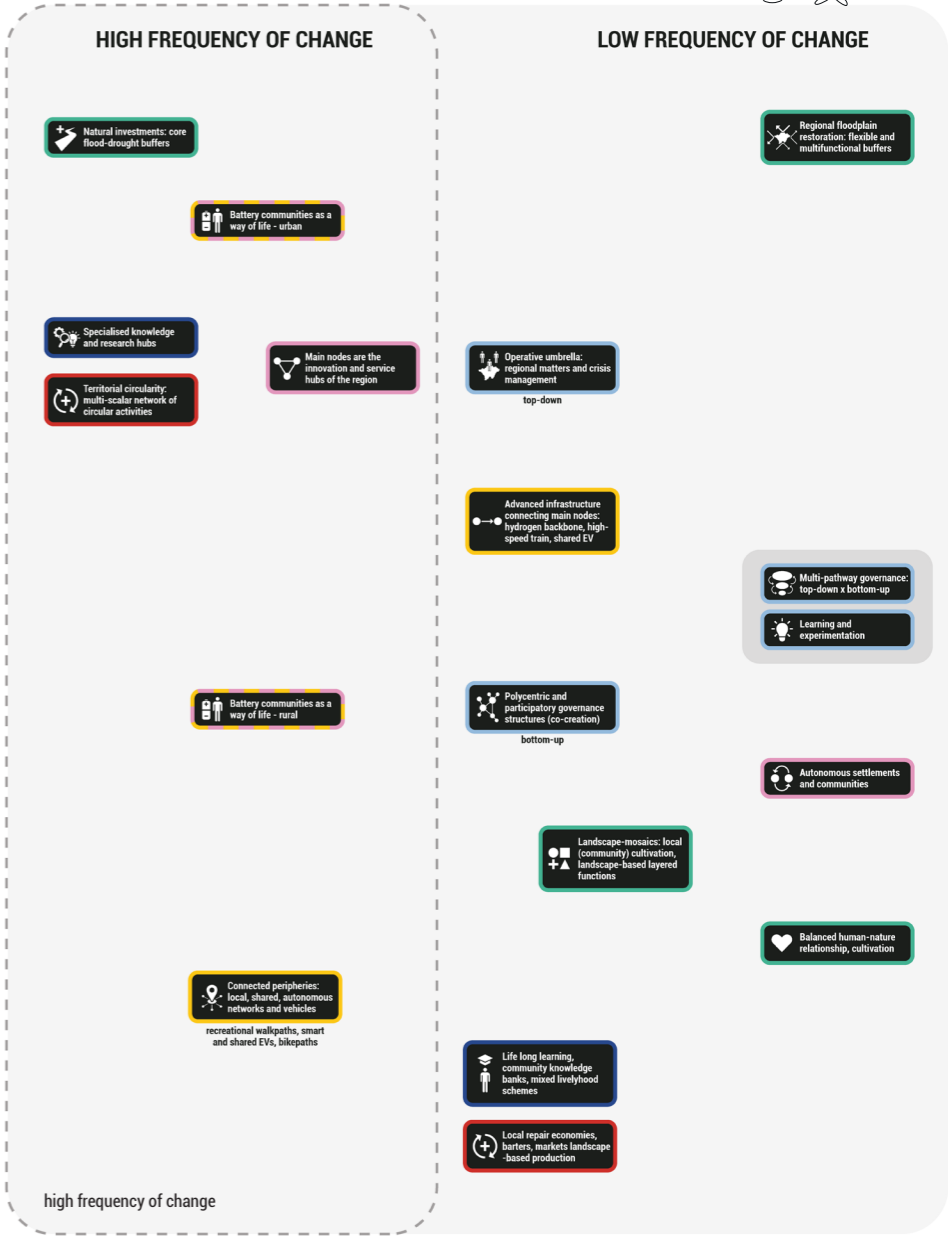 HIGH FREQUENCY OF CHANGE
LOW FREQUENCY OF CHANGE
Natural investments: core
flood-drought buffers
Regional floodplain
restoration: flexible and
multifunctional buffers
Battery communities as a
way of life - urban
Specialised knowledge
and research hubs
Main nodes are the
innovation and service
hubs of the region
Operative umbrella:
regional matters and crisis
management
top-down
Territorial circularity:
multi-scalar network of
circular activities
Advanced infrastructure
connecting main nodes:
hydrogen backbone, high-
speed train, shared EV
Multi-pathway governance:
top-down x bottom-up
Learning and
experimentation
Battery communities as a
way of life - rural
Polycentric and
participatory governance
structures (co-creation)
bottom-up
Autonomous settlements
and communities
Landscape-mosaics: local
(community) cultivation,
landscape-based layered
functions
Balanced human-nature
relationship, cultivation
Connected peripheries:
local, shared, autonomous
networks and vehicles
recreational walkpaths, smart
and shared EVs, bikepaths
Life long learning,
community knowledge
banks, mixed livelyhood
schemes
Local repair economies,
barters, markets landscape
-based production
high frequency of change